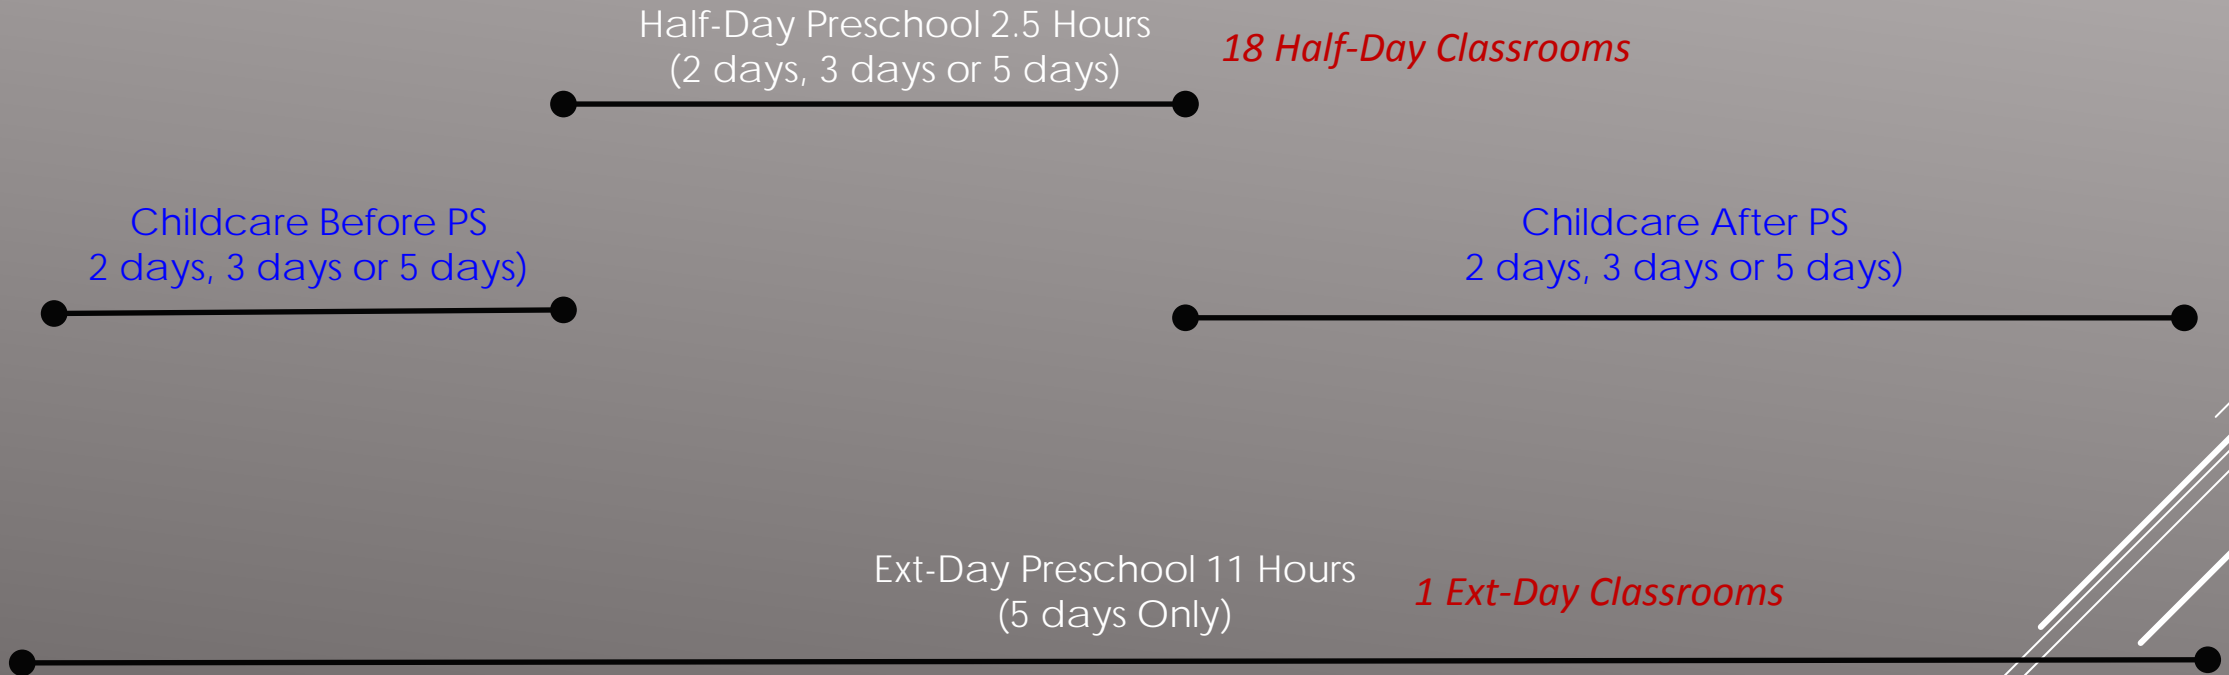 Half-Day Preschool 2.5 Hours
(2 days, 3 days or 5 days)
18 Half-Day Classrooms
Childcare Before PS
2 days, 3 days or 5 days)
Childcare After PS
2 days, 3 days or 5 days)
Ext-Day Preschool 11 Hours
(5 days Only)
1 Ext-Day Classrooms